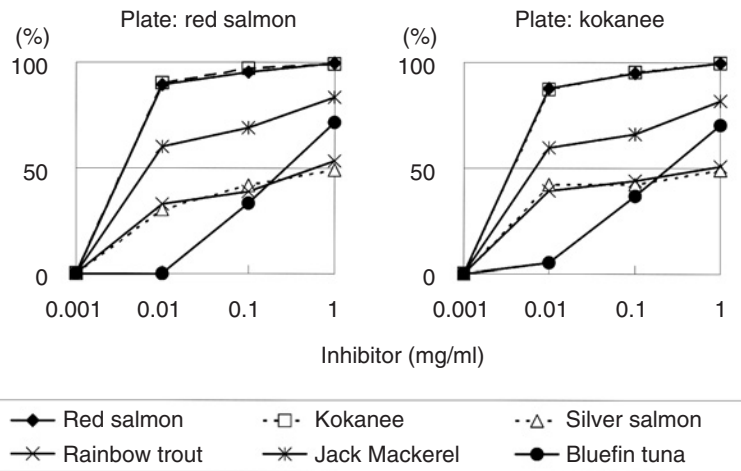 Plate: red salmon
Plate: kokanee
(%)
(%)
100
100
50
50
0
0
0.001 0.01 0.1 1
0.001 0.01 0.1 1
Inhibitor (mg/ml)
Red salmon Kokanee Silver salmon
Rainbow trout Jack Mackerel Bluefin tuna